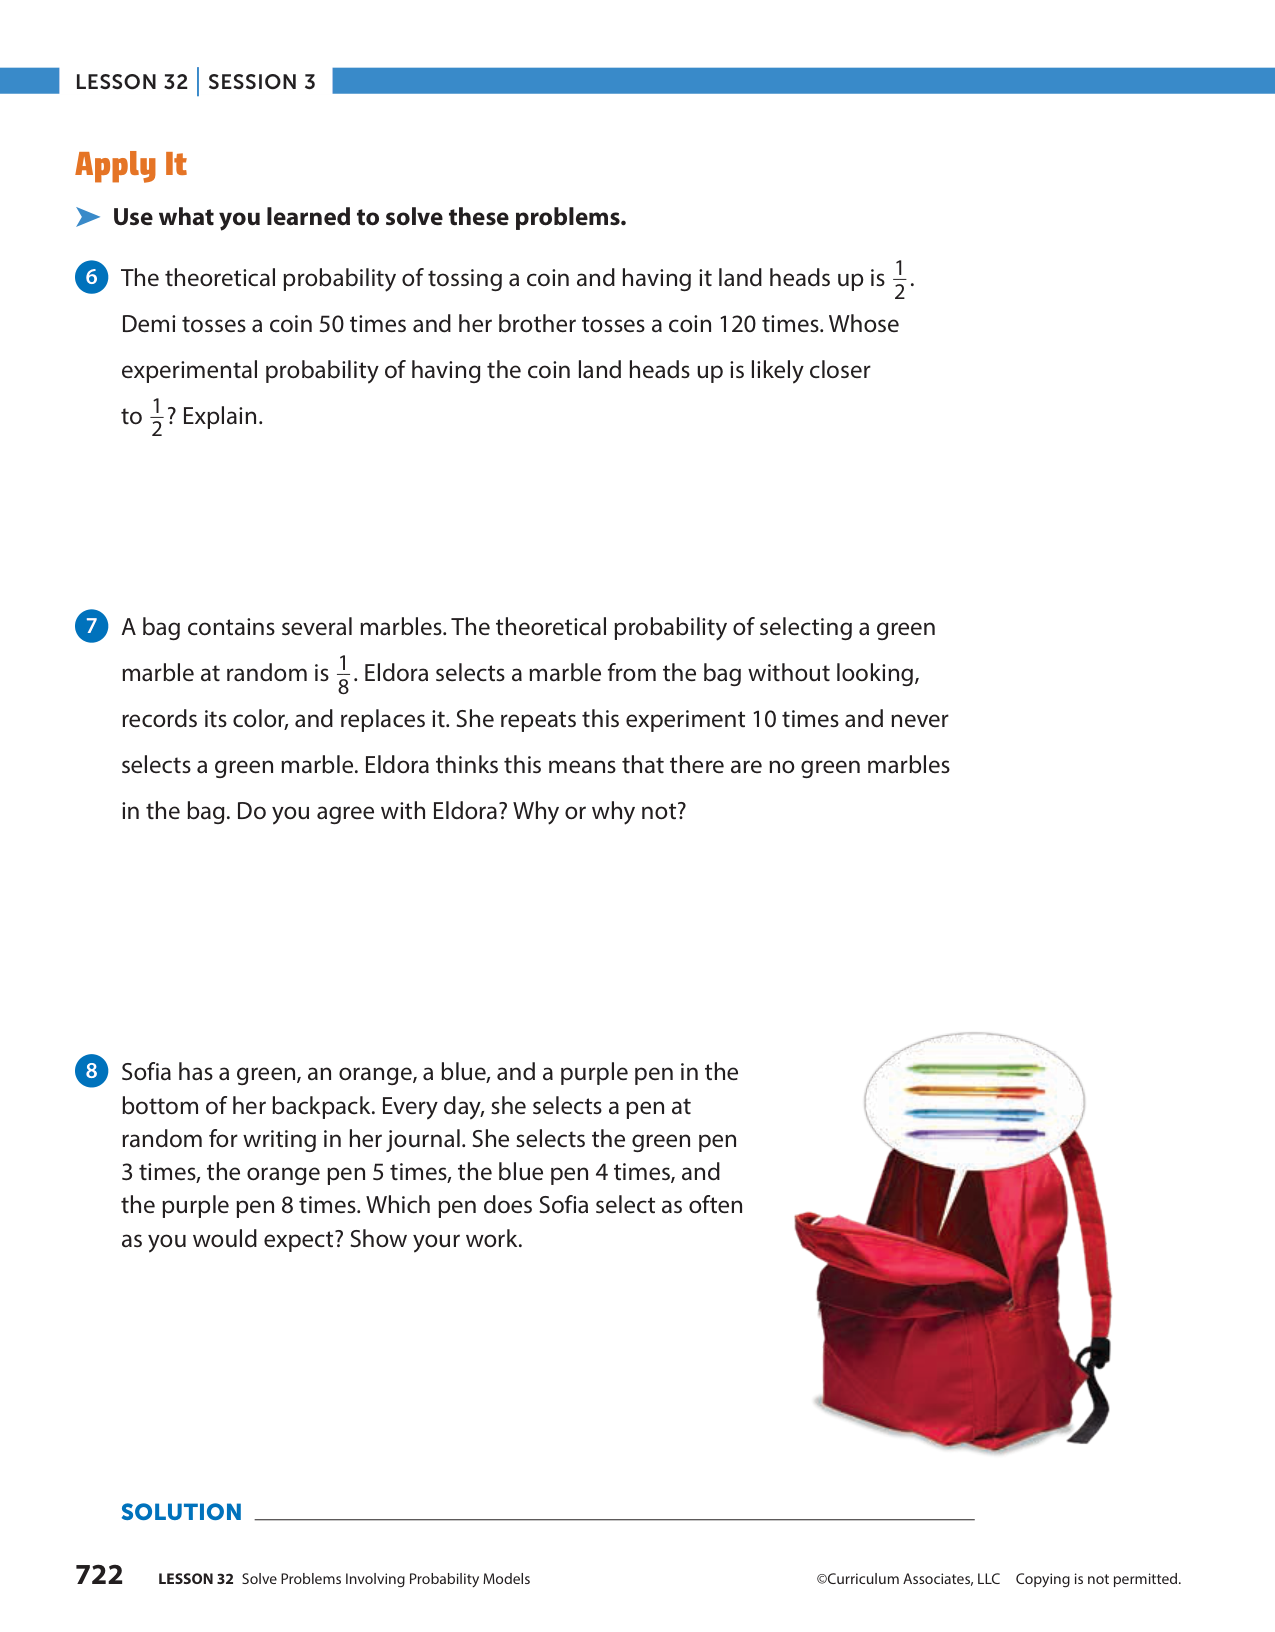 LESSON 32 | SESSION 3
Apply It
Use what you learned to solve these problems.
6 The theoretical probability of tossing a coin and having it land heads up is 1/2.
Demi tosses a coin 50 times and her brother tosses a coin 120 times. Whose
experimental probability of having the coin land heads up is likely closer
to 1/2? Explain.
7 A bag contains several marbles. The theoretical probability of selecting a green
marble at random is 1/8. Eldora selects a marble from the bag without looking,
records its color, and replaces it. She repeats this experiment 10 times and never
selects a green marble. Eldora thinks this means that there are no green marbles
in the bag. Do you agree with Eldora? Why or why not?
8 Sofia has a green, an orange, a blue, and a purple pen in the
bottom of her backpack. Every day, she selects a pen at
random for writing in her journal. She selects the green pen
3 times, the orange pen 5 times, the blue pen 4 times, and
the purple pen 8 times. Which pen does Sofia select as often
as you would expect? Show your work.
SOLUTION
722 LESSON 32 Solve Problems Involving Probability Models ©Curriculum Associates, LLC Copying is not permitted.